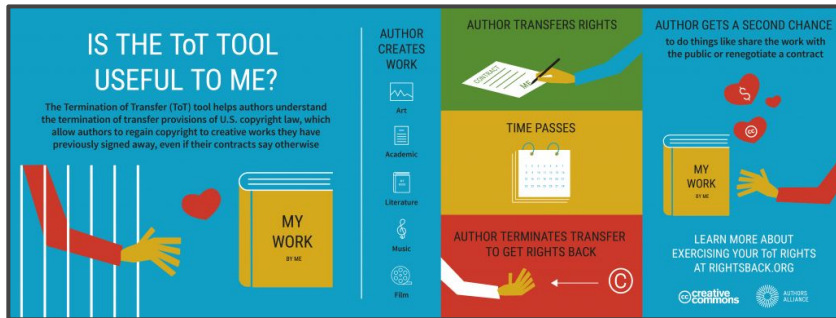 IS THE ToT TOOL
USEFUL TO ME?
The Termination of Transfer (ToT) tool helps authors understand
the termination of transfer provisions of U.S. copyright law, which
allow authors to regain copyright to creative works they have
previously signed away, even if their contracts say otherwise
MY
WORK
BY ME
AUTHOR
CREATES
WORK
Art
Academic
Literature
Music
Film
AUTHOR TRANSFERS RIGHTS
CONTRACT
ME
TIME PASSES
AUTHOR TERMINATES TRANSFER
TO GET RIGHTS BACK
©
AUTHOR GETS A SECOND CHANCE
to do things like share the work with
the public or renegotiate a contract
$
cc
MY
WORK
BY ME
LEARN MORE ABOUT
EXERCISING YOUR ToT RIGHTS
AT RIGHTSBACK.ORG
cc creative
commons
AUTHORS
ALLIANCE